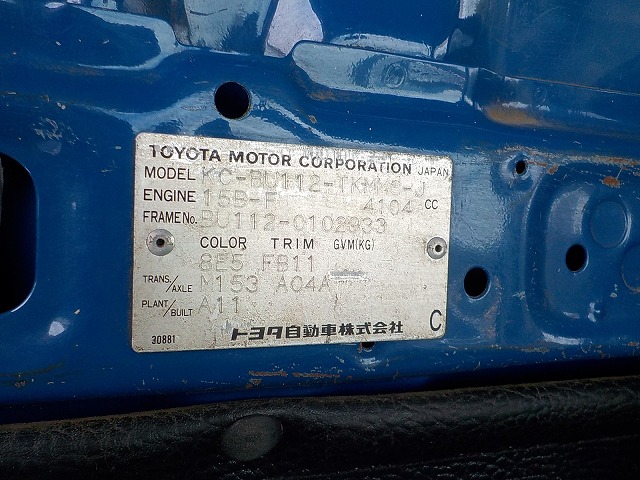 TOYOTA MOTOR CORPORATION JAPAN
MODEL KC-BU112-TKMMS-J
ENGINE 15B-F 4104 CC
FRAME No. BU112-0102933
COLOR TRIM GVM(KG)
8E5 FB11
TRANS./AXLE M153 A04A
PLANT/BUILT A11
30881 トヨタ自動車株式会社 C